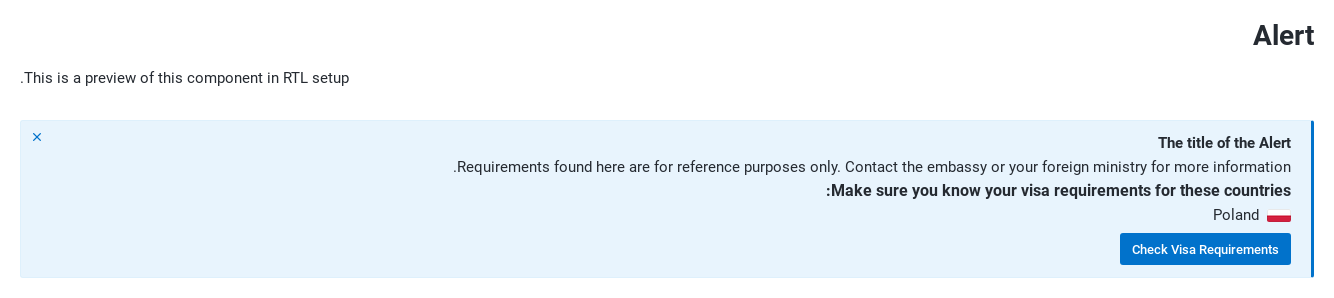 Alert
.This is a preview of this component in RTL setup
The title of the Alert
.Requirements found here are for reference purposes only. Contact the embassy or your foreign ministry for more information
:Make sure you know your visa requirements for these countries
Poland
Check Visa Requirements